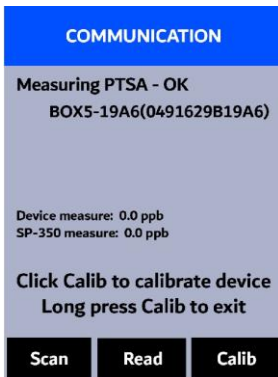 COMMUNICATION
Measuring PTSA - OK
BOX5-19A6(0491629B19A6)
Device measure: 0.0 ppb
SP-350 measure: 0.0 ppb
Click Calib to calibrate device
Long press Calib to exit
Scan Read Calib